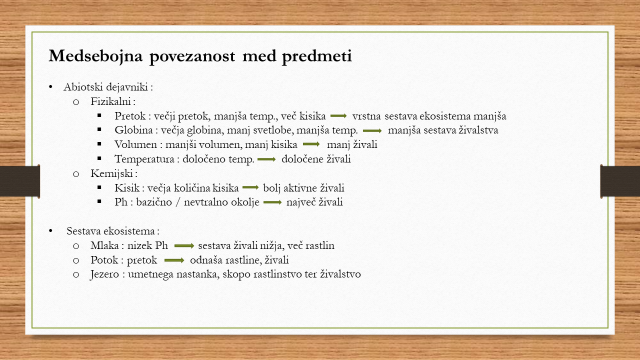 Medsebojna povezanost med predmeti
• Abiotski dejavniki :
o Fizikalni :
▪ Pretok : večji pretok, manjša temp., več kisika → vrstna sestava ekosistema manjša
▪ Globina : večja globina, manj svetlobe, manjša temp. → manjša sestava živalstva
▪ Volumen : manjši volumen, manj kisika → manj živali
▪ Temperatura : določeno temp. → določene živali
o Kemijski :
▪ Kisik : večja količina kisika → bolj aktivne živali
▪ Ph : bazično / nevtralno okolje → največ živali
• Sestava ekosistema :
o Mlaka : nizek Ph → sestava živali nižja, več rastlin
o Potok : pretok → odnaša rastline, živali
o Jezero : umetnega nastanka, skopo rastlinstvo ter živalstvo